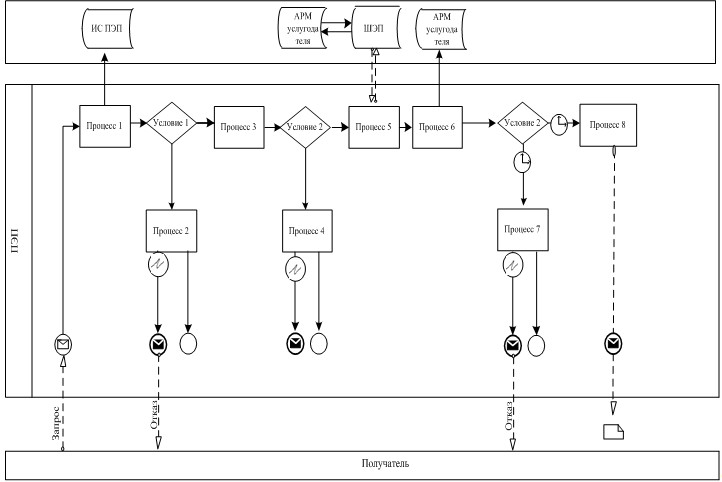 ИС ПЭП
АРМ
услугода
теля
ШЭП
АРМ
услугода
теля
Процесс 1
Условие 1
Процесс 3
Условие 2
Процесс 5
Процесс 6
Условие 2
Процесс 8
Процесс 2
Процесс 4
Процесс 7
ПЭП
Запрос
Отказ
Отказ
Получатель